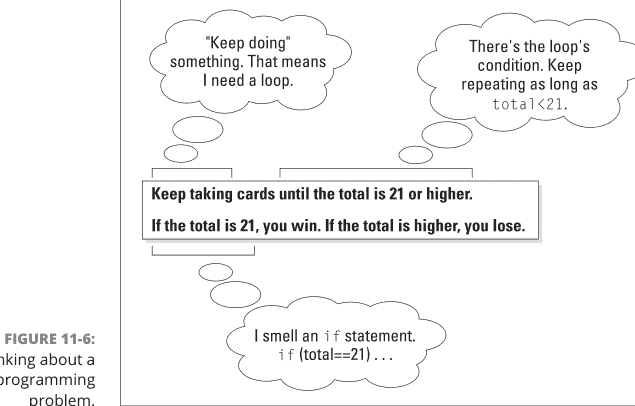 "Keep doing"
something. That means
I need a loop.
There's the loop's
condition. Keep
repeating as long as
total<21.
Keep taking cards until the total is 21 or higher.
If the total is 21, you win. If the total is higher, you lose.
I smell an if statement.
if (total==21) . . .
FIGURE 11-6:
about a
programming
problem.